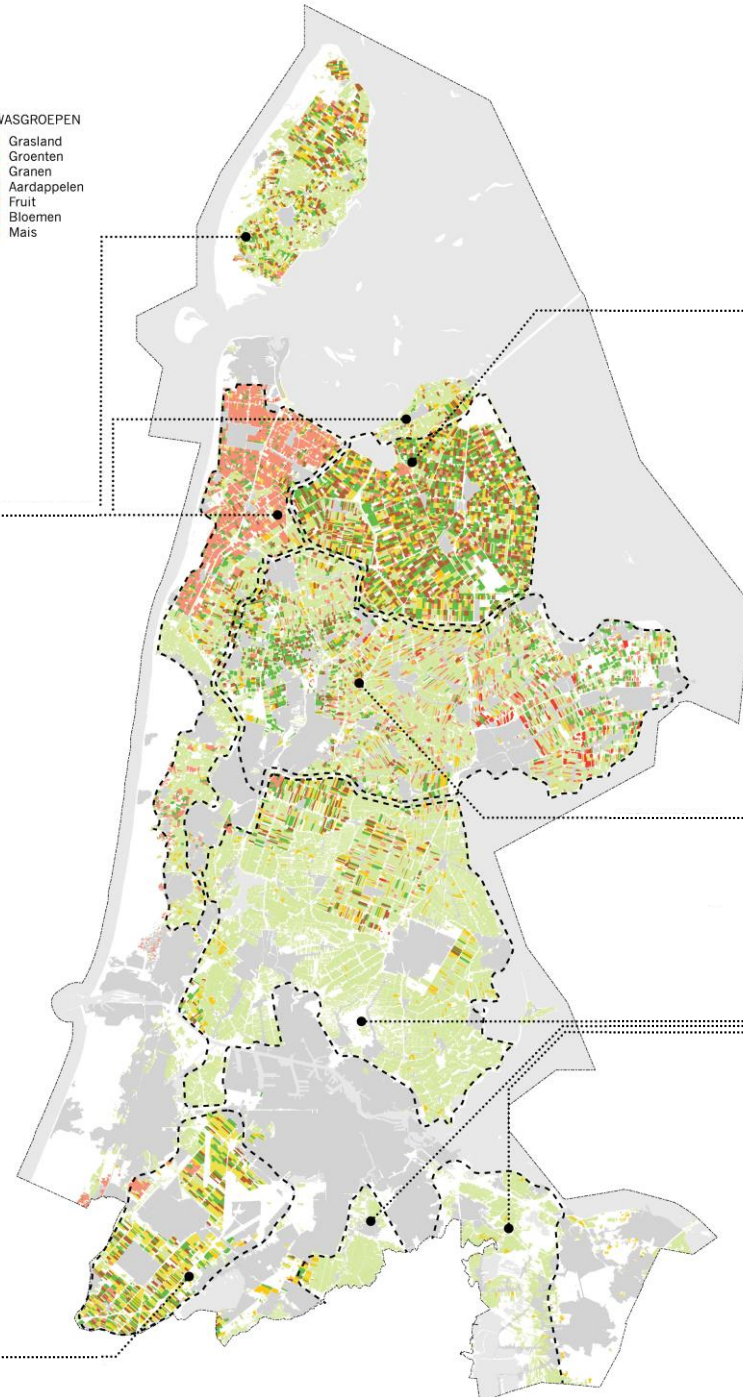 WASGROEPEN
Grasland
Groenten
Granen
Aardappelen
Fruit
Bloemen
Mais